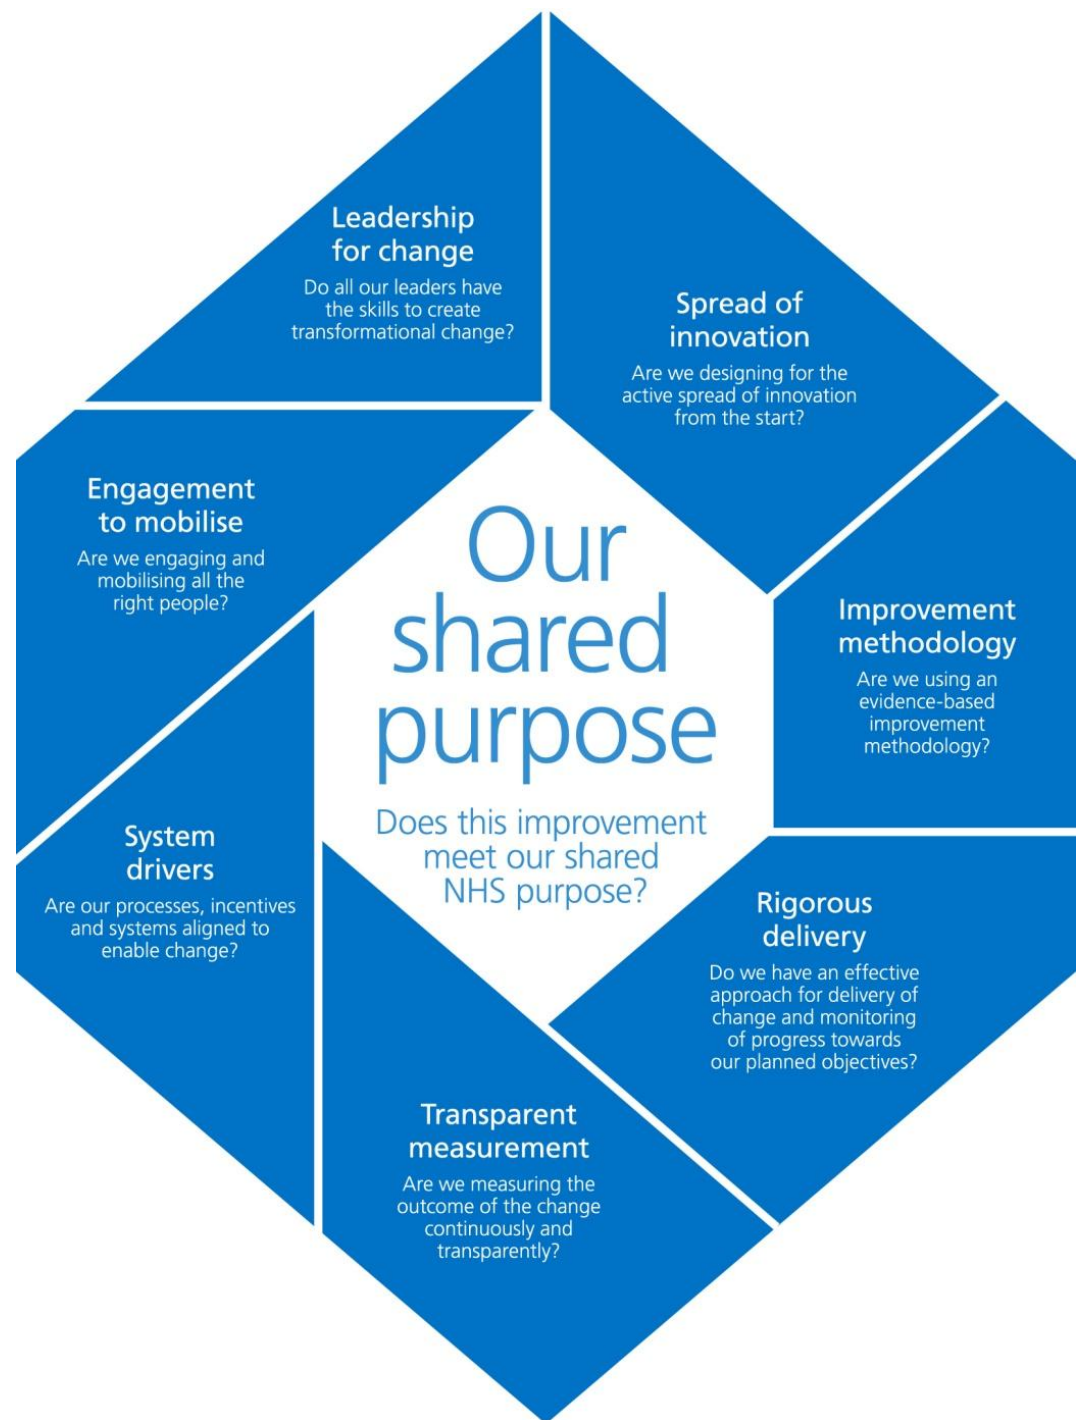 Leadership
for change
Do all our leaders have
the skills to create
transformational change?
Spread of
innovation
Are we designing for the
active spread of innovation
from the start?
Engagement
to mobilise
Are we engaging and
mobilising all the
right people?
Our
shared
purpose
Does this improvement
meet our shared
NHS purpose?
Improvement
methodology
Are we using an
evidence-based
improvement
methodology?
System
drivers
Are our processes, incentives
and systems aligned to
enable change?
Rigorous
delivery
Do we have an effective
approach for delivery of
change and monitoring
of progress towards
our planned objectives?
Transparent
measurement
Are we measuring the
outcome of the change
continuously and
transparently?